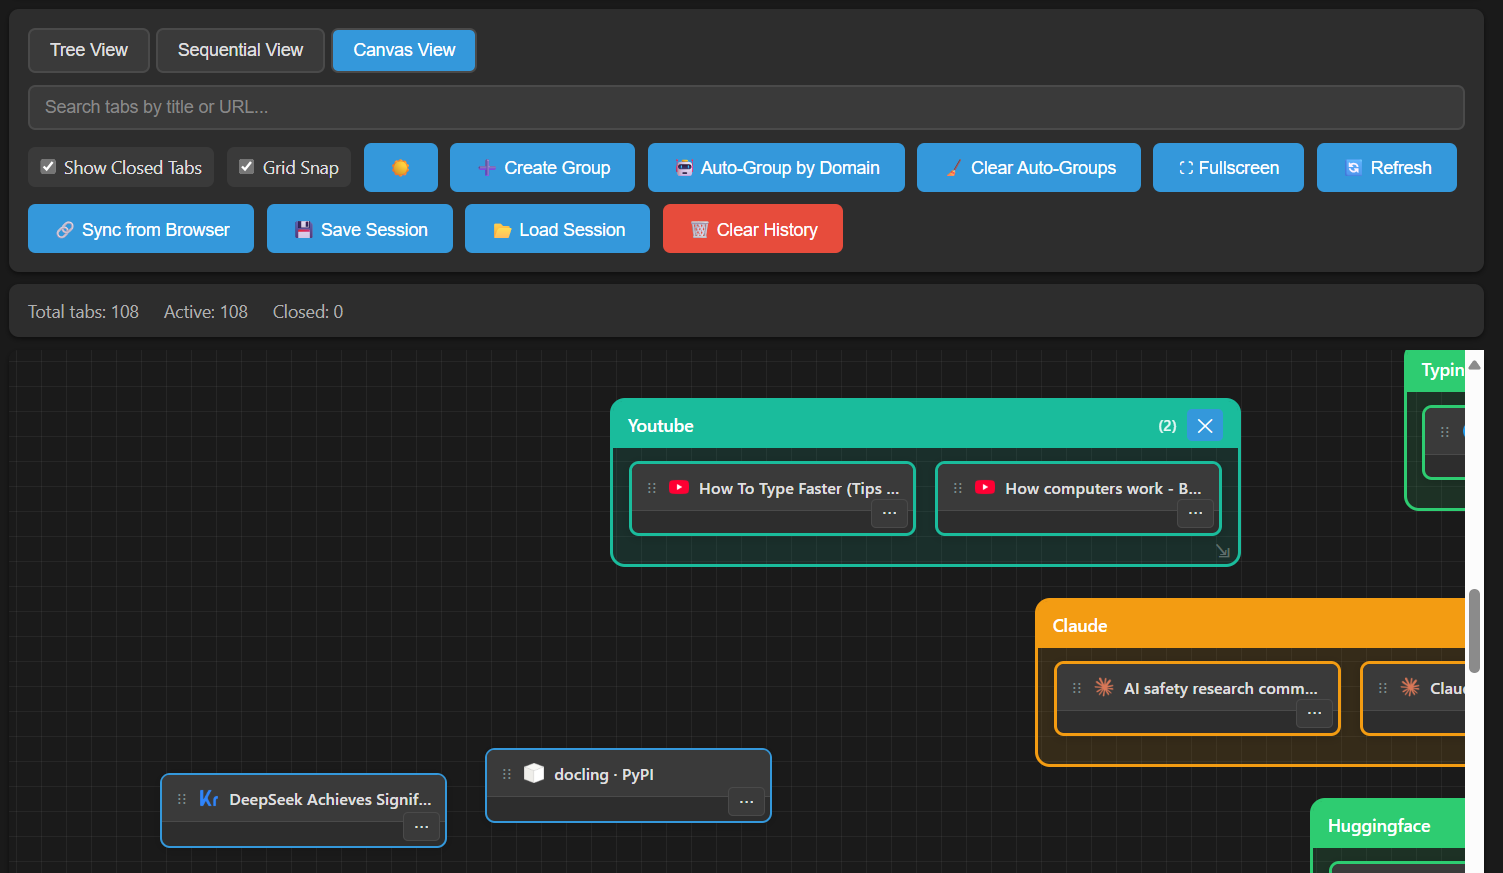 Tree View Sequential View Canvas View
Search tabs by title or URL...
Show Closed Tabs Grid Snap Create Group Auto-Group by Domain Clear Auto-Groups Fullscreen Refresh
Sync from Browser Save Session Load Session Clear History
Total tabs: 108 Active: 108 Closed: 0
Typin
Youtube (2)
How To Type Faster (Tips ... How computers work - B...
... ...
Claude
AI safety research comm... Clau
...
docling · PyPI
...
Kr DeepSeek Achieves Signif...
...
Huggingface